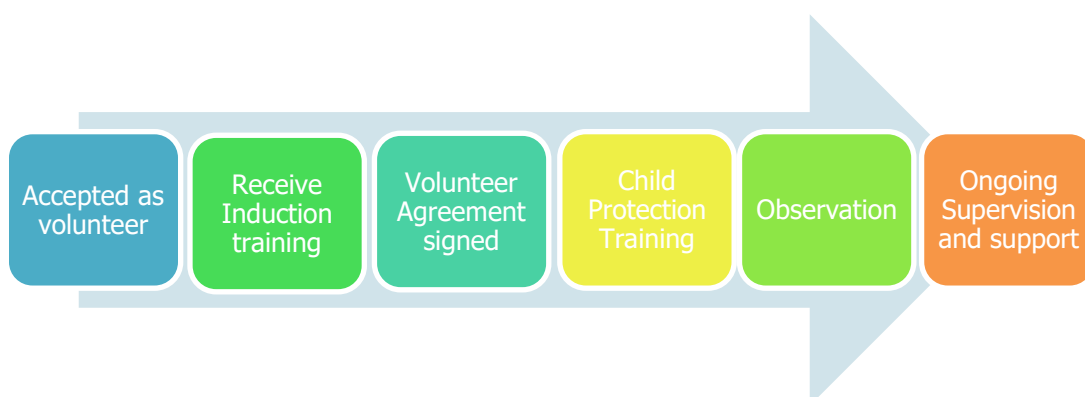 Accepted as
volunteer
Receive
Induction
training
Volunteer
Agreement
signed
Child
Protection
Training
Observation
Ongoing
Supervision
and support